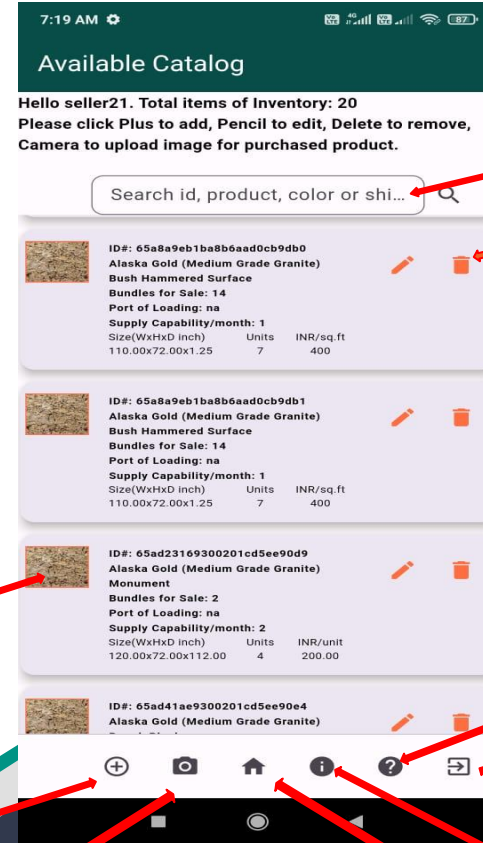 7:19 AM
4G
87
Available Catalog
Hello seller21. Total items of Inventory: 20
Please click Plus to add, Pencil to edit, Delete to remove,
Camera to upload image for purchased product.
Search id, product, color or shi...
ID#: 65a8a9eb1ba8b6aad0cb9db0
Alaska Gold (Medium Grade Granite)
Bush Hammered Surface
Bundles for Sale: 14
Port of Loading: na
Supply Capability/month: 1
Size(WxHxD inch) Units INR/sq.ft
110.00x72.00x1.25 7 400
ID#: 65a8a9eb1ba8b6aad0cb9db1
Alaska Gold (Medium Grade Granite)
Bush Hammered Surface
Bundles for Sale: 14
Port of Loading: na
Supply Capability/month: 1
Size(WxHxD inch) Units INR/sq.ft
110.00x72.00x1.25 7 400
ID#: 65ad23169300201cd5ee90d9
Alaska Gold (Medium Grade Granite)
Monument
Bundles for Sale: 2
Port of Loading: na
Supply Capability/month: 2
Size(WxHxD inch) Units INR/unit
120.00x72.00x112.00 4 200.00
ID#: 65ad41ae9300201cd5ee90e4
Alaska Gold (Medium Grade Granite)